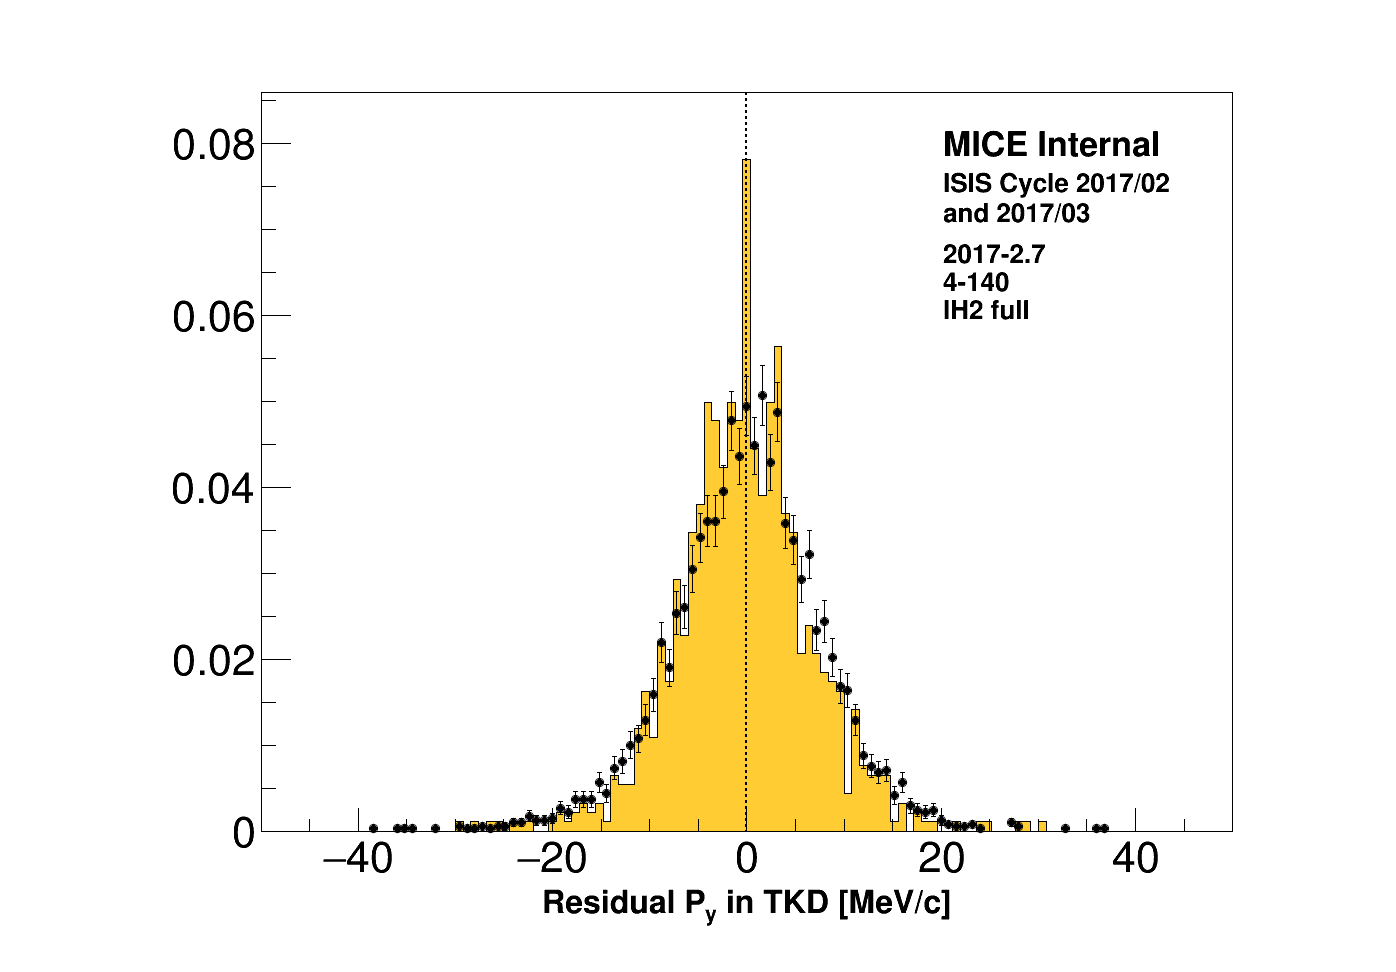 MICE Internal
ISIS Cycle 2017/02
and 2017/03
2017-2.7
4-140
IH2 full
0.08
0.06
0.04
0.02
0
−40 −20 0 20 40
Residual Py in TKD [MeV/c]